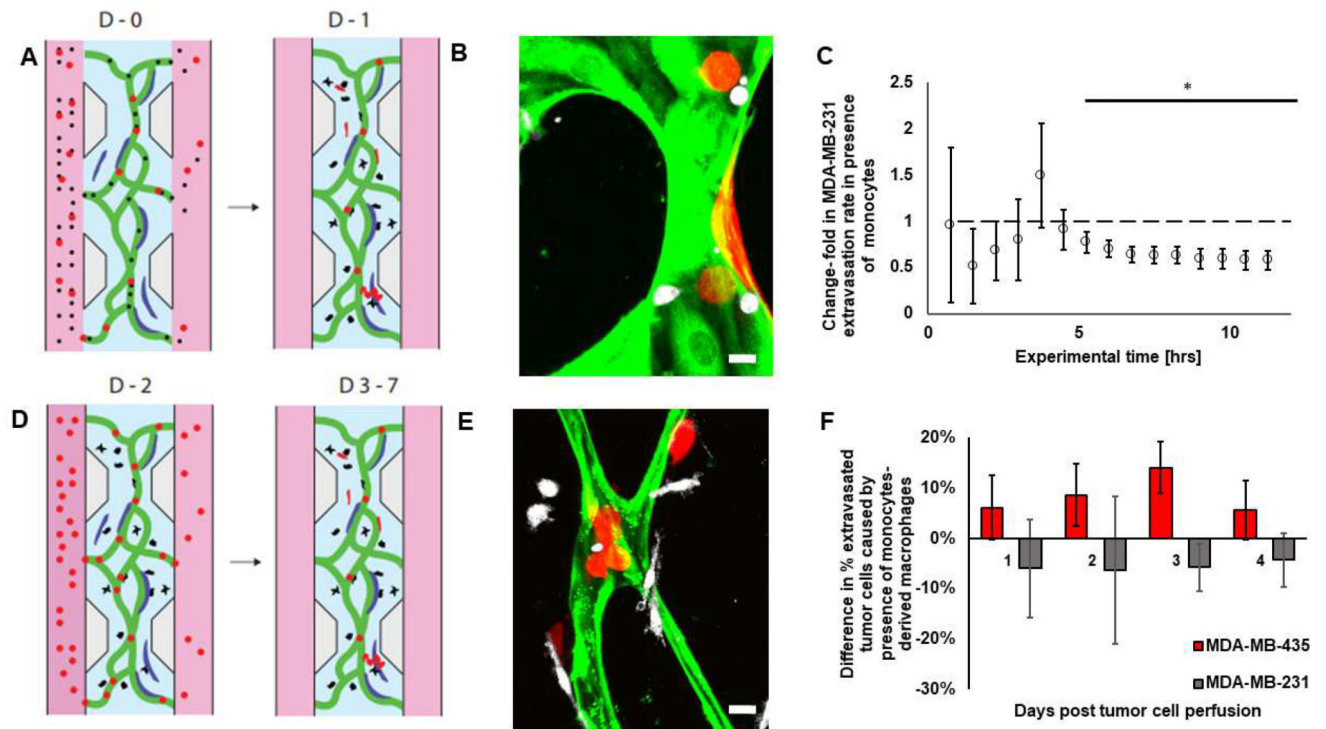 D - 0
D - 1
A
B
C
Change-fold in MDA-MB-231
extravasation rate in presence
of monocytes
2.5
2
1.5
1
0.5
0
*
0
5
10
Experimental time [hrs]
D - 2
D 3 - 7
D
E
F
Difference in % extravasated
tumor cells caused by
presence of monocytes-
derived macrophages
20%
10%
0%
-10%
-20%
-30%
1
2
3
4
MDA-MB-435
MDA-MB-231
Days post tumor cell perfusion